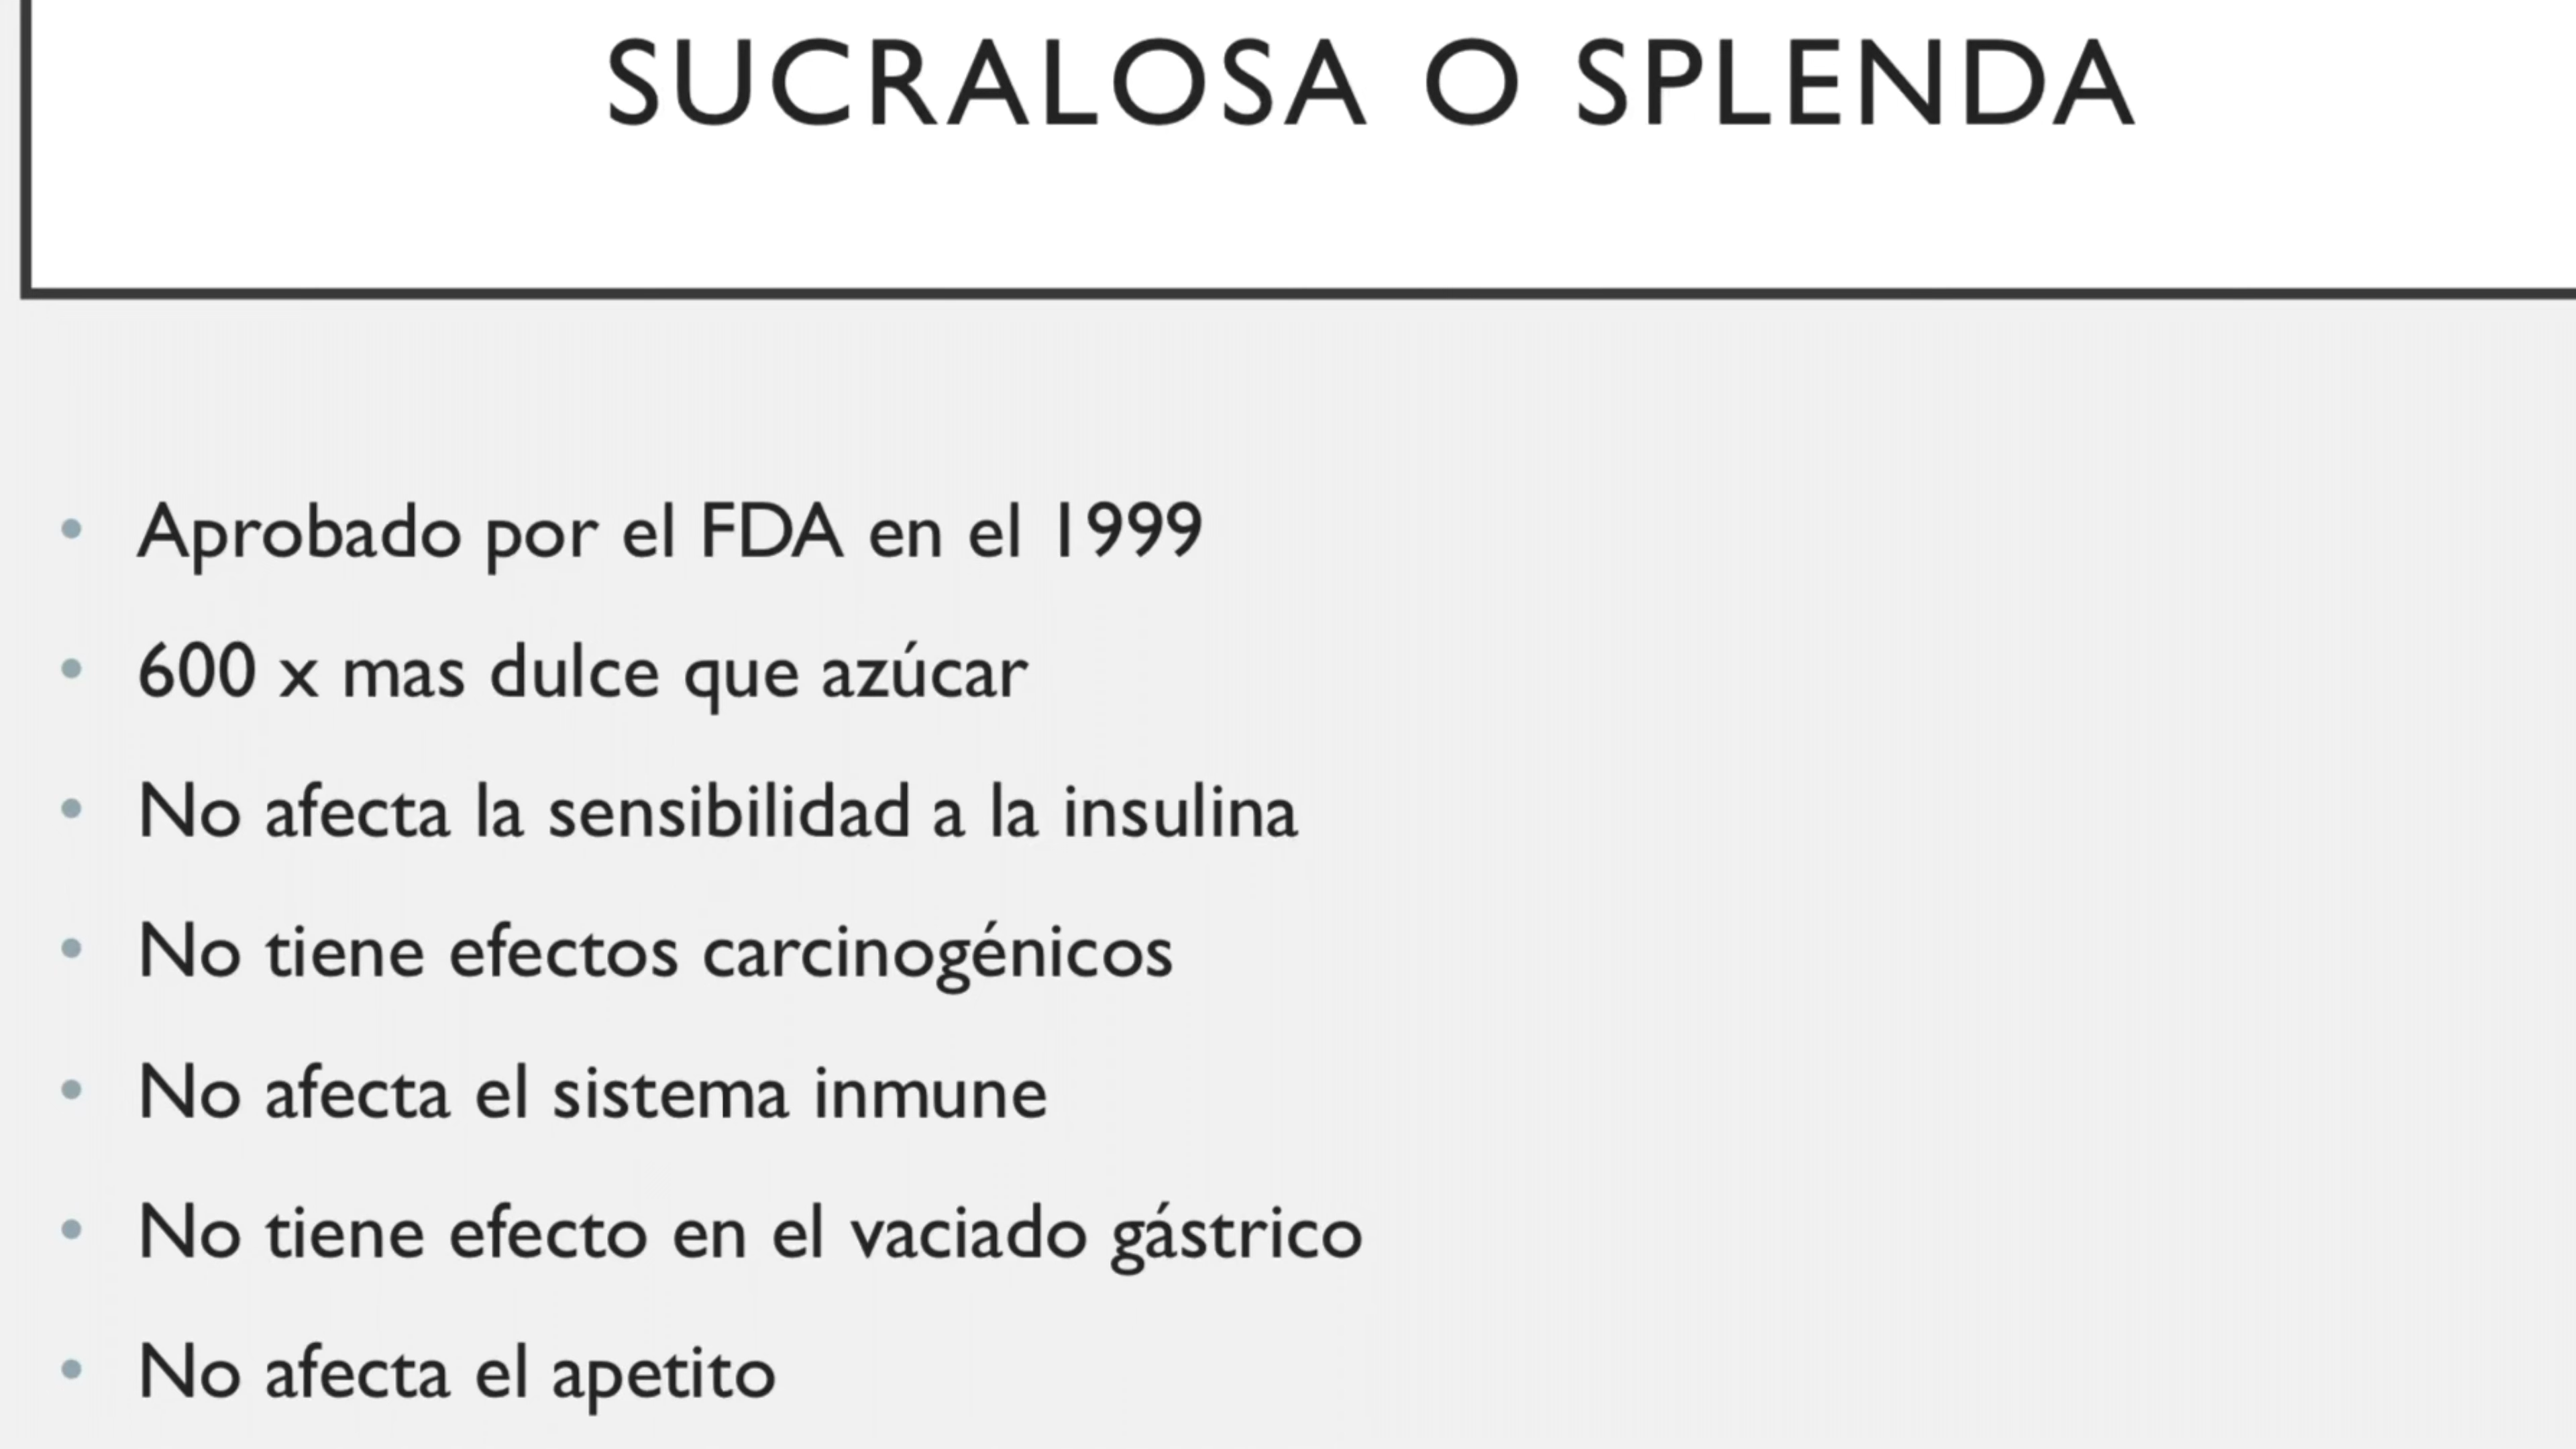 SUCRALOSA O SPLENDA
• Aprobado por el FDA en el 1999
• 600 x mas dulce que azúcar
• No afecta la sensibilidad a la insulina
• No tiene efectos carcinogénicos
• No afecta el sistema inmune
• No tiene efecto en el vaciado gástrico
• No afecta el apetito